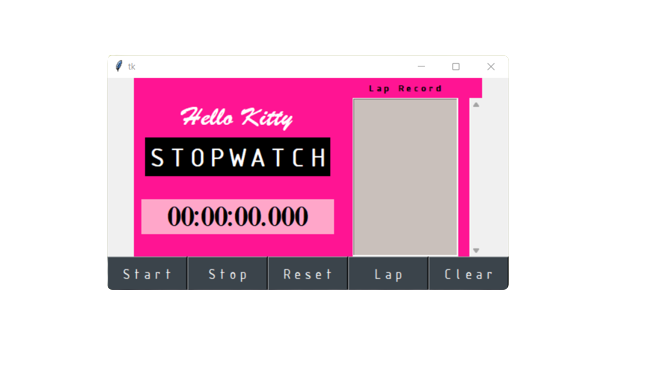 tk
Lap Record
Hello Kitty
STOPWATCH
00:00:00.000
Start Stop Reset Lap Clear